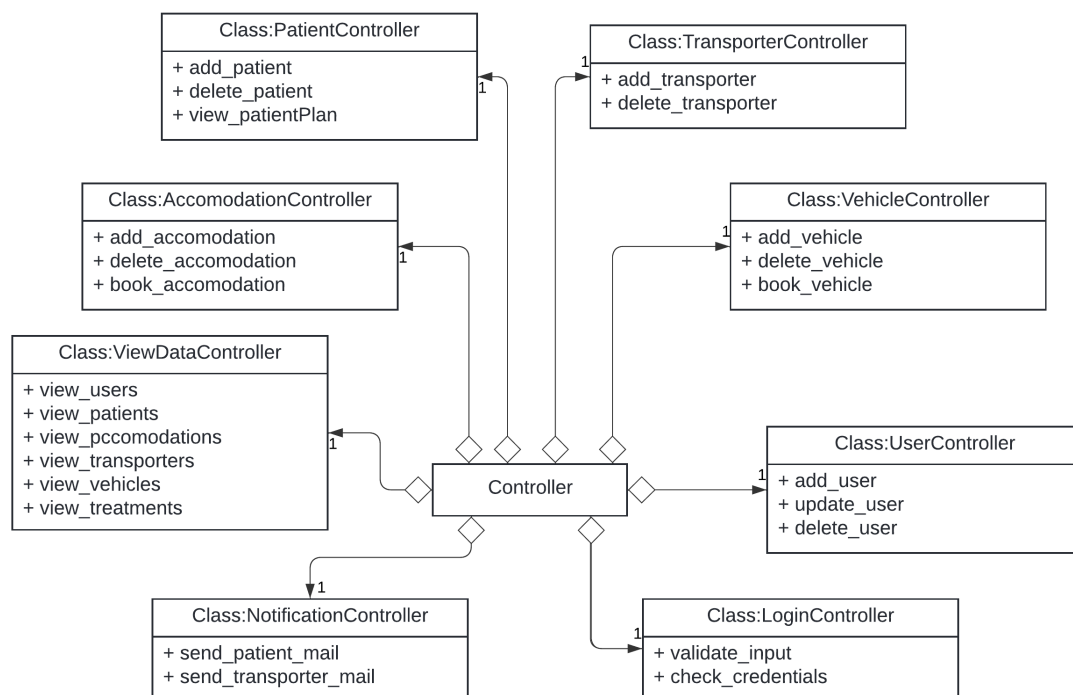 Class:PatientController
+ add_patient
+ delete_patient
+ view_patientPlan
1
Class:TransporterController
+ add_transporter
+ delete_transporter
1
Class:AccomodationController
+ add_accomodation
+ delete_accomodation
+ book_accomodation
1
Class:VehicleController
+ add_vehicle
+ delete_vehicle
+ book_vehicle
1
Class:ViewDataController
+ view_users
+ view_patients
+ view_pccomodations
+ view_transporters
+ view_vehicles
+ view_treatments
1
Controller
Class:UserController
+ add_user
+ update_user
+ delete_user
1
Class:NotificationController
+ send_patient_mail
+ send_transporter_mail
1
Class:LoginController
+ validate_input
+ check_credentials
1